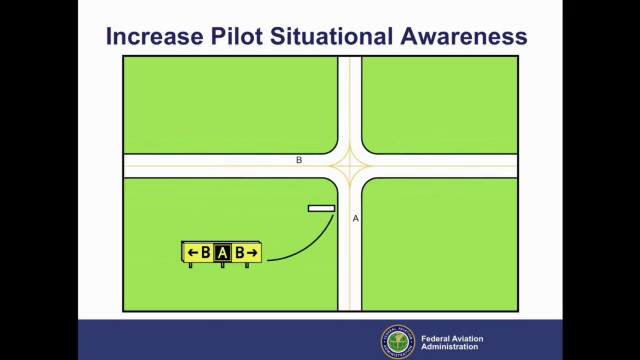 Increase Pilot Situational Awareness
B
A
←B A B→
Federal Aviation
Administration